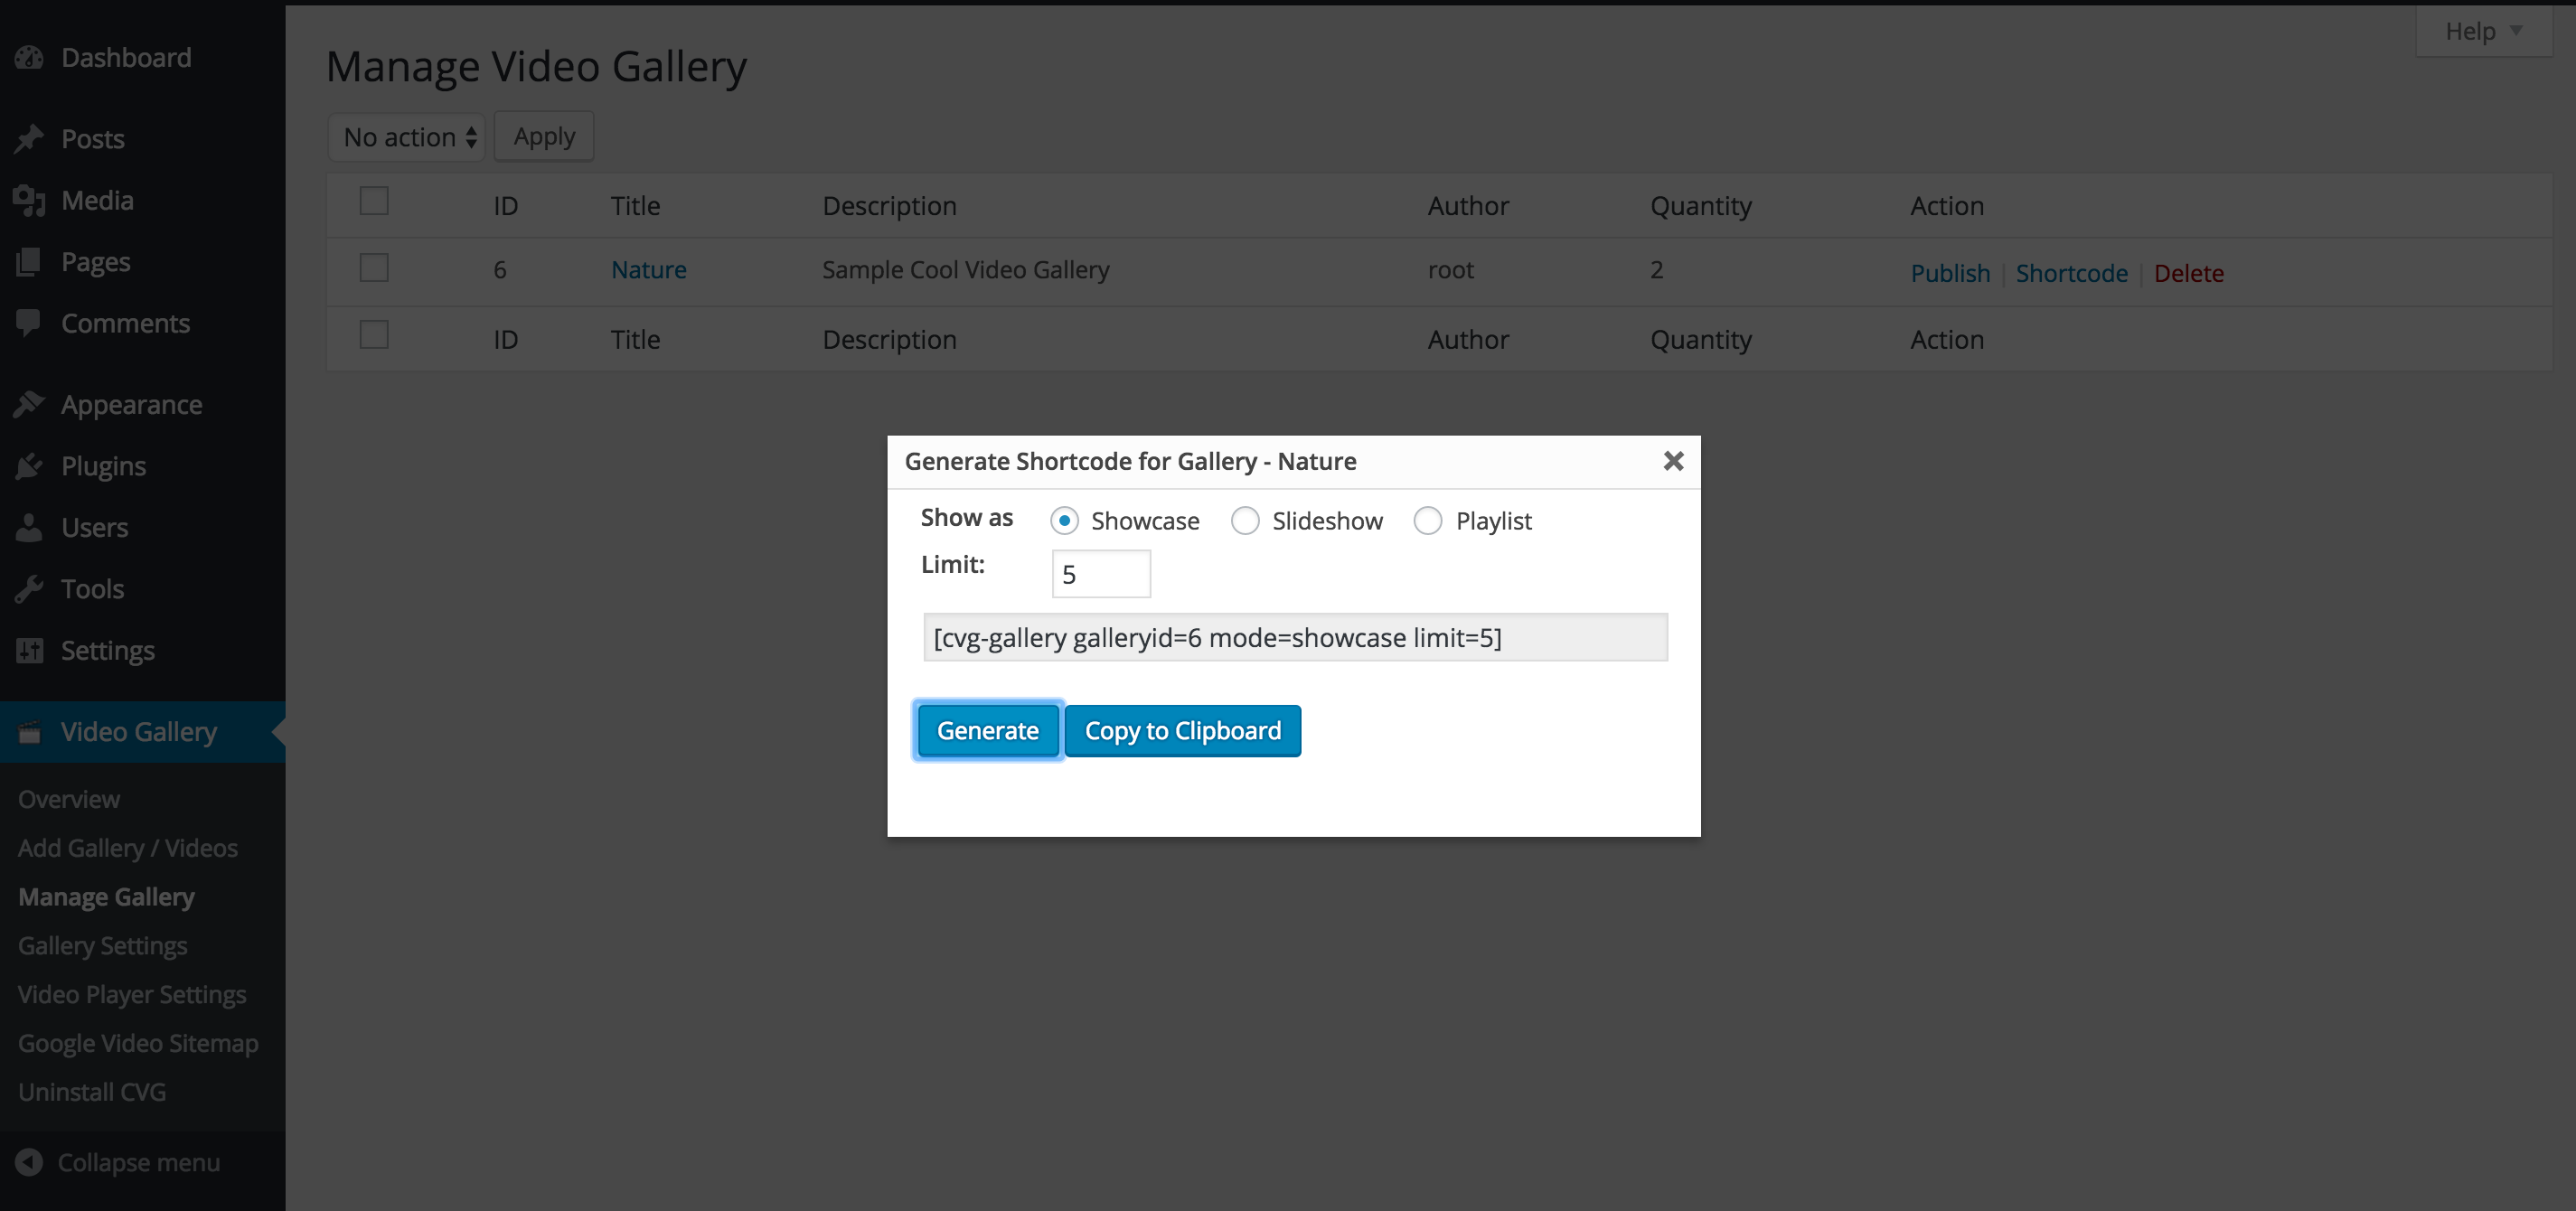 Dashboard
Posts
Media
Pages
Comments
Appearance
Plugins
Users
Tools
Settings
Video Gallery
Overview
Add Gallery / Videos
Manage Gallery
Gallery Settings
Video Player Settings
Google Video Sitemap
Uninstall CVG
Collapse menu
Help
Manage Video Gallery
No action Apply
ID Title Description Author Quantity Action
6 Nature Sample Cool Video Gallery root 2 Publish | Shortcode | Delete
ID Title Description Author Quantity Action
Generate Shortcode for Gallery - Nature
Show as Showcase Slideshow Playlist
Limit: 5
[cvg-gallery galleryid=6 mode=showcase limit=5]
Generate Copy to Clipboard